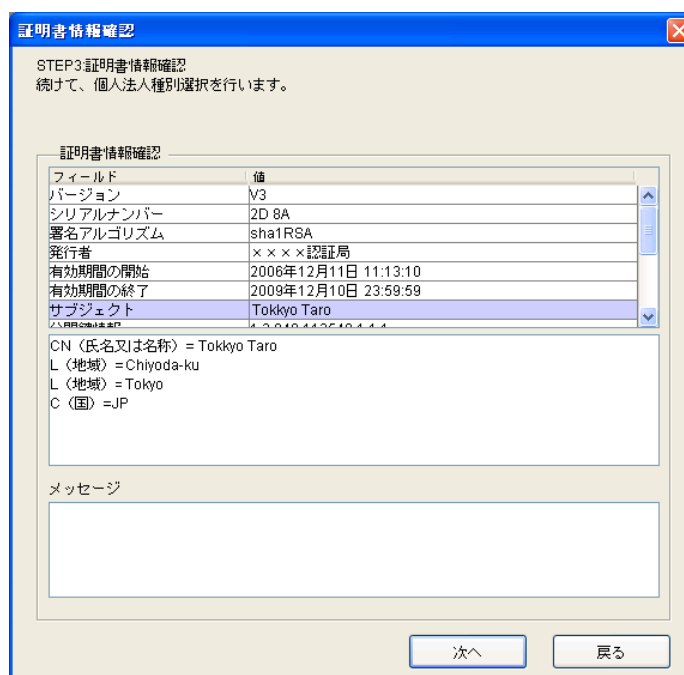 証明書情報確認
STEP3:証明書情報確認
続けて、個人法人種別選択を行います。
証明書情報確認
フィールド 値
バージョン V3
シリアルナンバー 2D 8A
署名アルゴリズム sha1RSA
発行者 ××××認証局
有効期間の開始 2006年12月11日 11:13:10
有効期間の終了 2009年12月10日 23:59:59
サブジェクト Tokkyo Taro
CN（氏名又は名称）= Tokkyo Taro
L（地域）=Chiyoda-ku
L（地域）=Tokyo
C（国）=JP
メッセージ
次へ 戻る